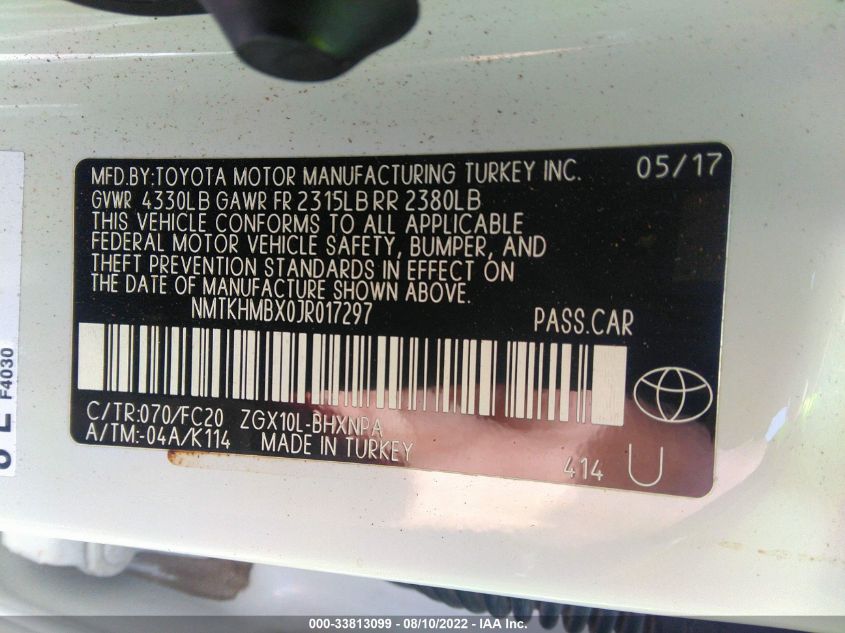 MFD.BY:TOYOTA MOTOR MANUFACTURING TURKEY INC. 05/17
GVWR 4330LB GAWR FR 2315LB RR 2380LB
THIS VEHICLE CONFORMS TO ALL APPLICABLE
FEDERAL MOTOR VEHICLE SAFETY, BUMPER, AND
THEFT PREVENTION STANDARDS IN EFFECT ON
THE DATE OF MANUFACTURE SHOWN ABOVE.
NMTKHMBX0JR017297 PASS.CAR
C/TR:070/FC20 ZGX10L-BHXNPA
A/TM:-04A/K114 MADE IN TURKEY
414 U
F4030
000-33813099 - 08/10/2022 - IAA Inc.